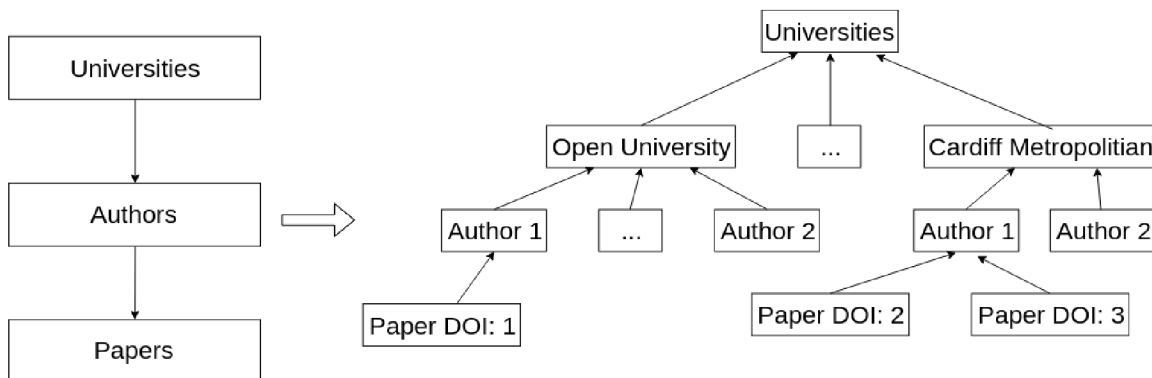 Universities
Authors
Papers
Universities
Open University
...
Cardiff Metropolitian
Author 1
...
Author 2
Author 1
Author 2
Paper DOI: 1
Paper DOI: 2
Paper DOI: 3